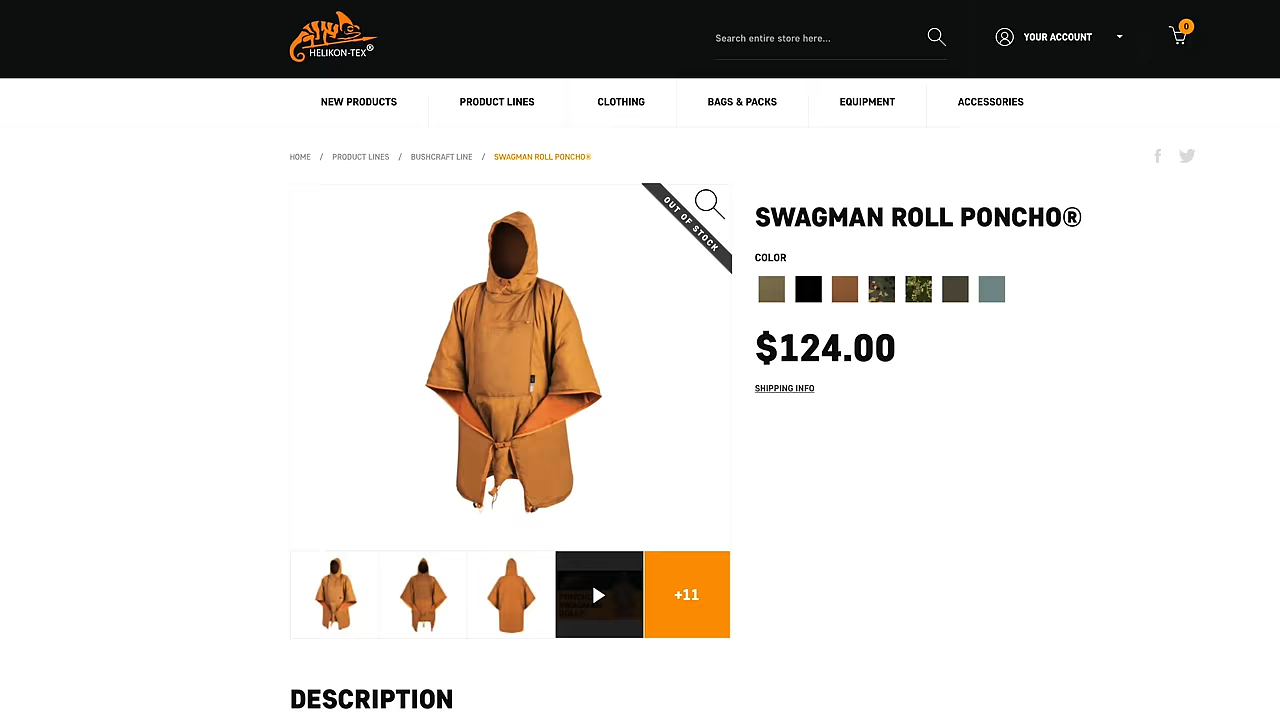 HELIKON-TEX®
Search entire store here...
YOUR ACCOUNT
0
NEW PRODUCTS
PRODUCT LINES
CLOTHING
BAGS & PACKS
EQUIPMENT
ACCESSORIES
HOME / PRODUCT LINES / BUSHCRAFT LINE / SWAGMAN ROLL PONCHO®
OUT OF STOCK
SWAGMAN ROLL PONCHO®
COLOR
$124.00
SHIPPING INFO
+11
DESCRIPTION